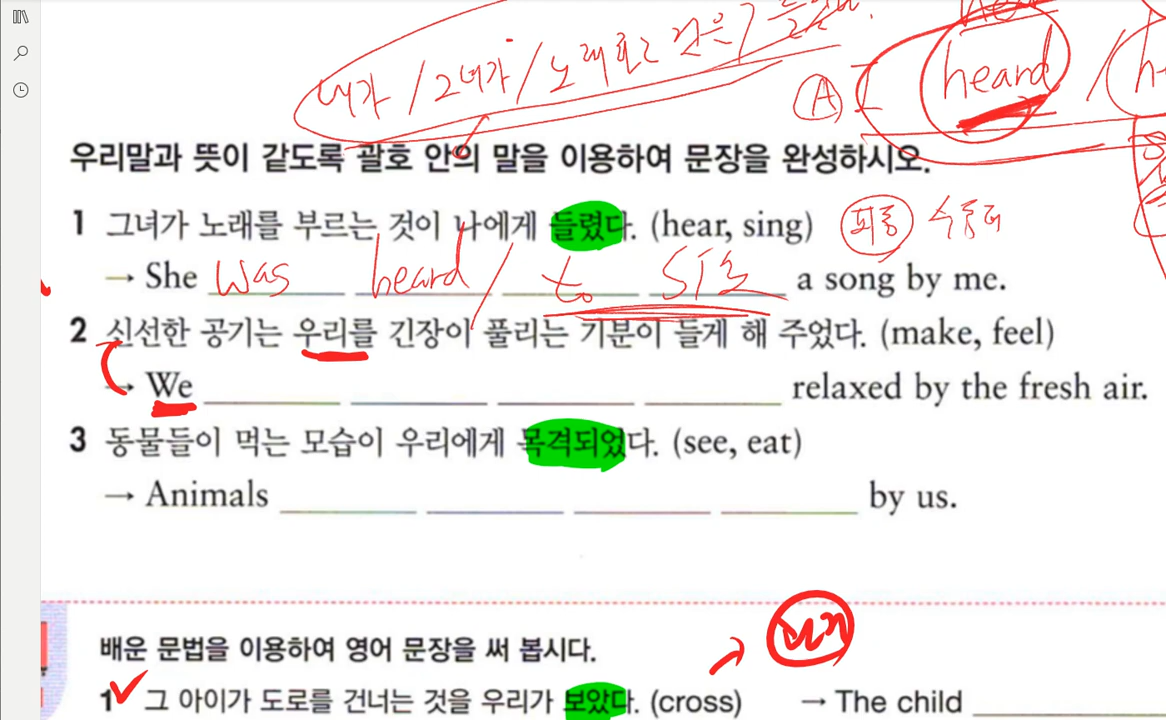 내가 / 그녀가 / 노래하는 것은
A heard
우리말과 뜻이 같도록 괄호 안의 말을 이용하여 문장을 완성하시오.
1 그녀가 노래를 부르는 것이 나에게 들렸다. (hear, sing) 피동 수동태
→ She was heard / to a song by me.
2 신선한 공기는 우리를 긴장이 풀리는 기분이 들게 해 주었다. (make, feel)
→ We relaxed by the fresh air.
3 동물들이 먹는 모습이 우리에게 목격되었다. (see, eat)
→ Animals by us.
배운 문법을 이용하여 영어 문장을 써 봅시다.
1 그 아이가 도로를 건너는 것을 우리가 보았다. (cross) → The child